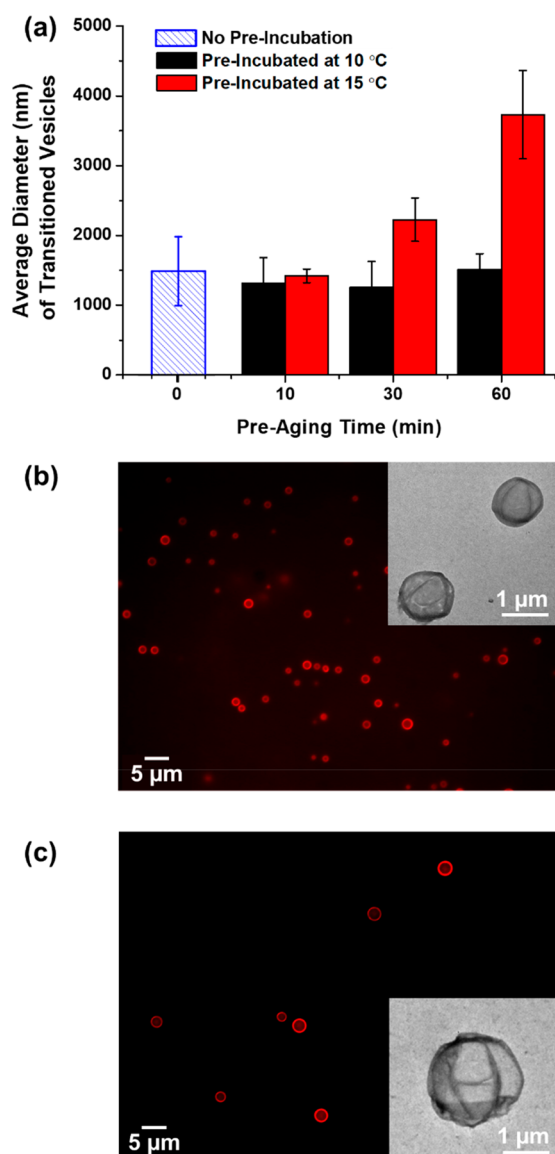 (a)
No Pre-Incubation
Pre-Incubated at 10 °C
Pre-Incubated at 15 °C
Average Diameter (nm)
of Transitioned Vesicles
5000
4000
3000
2000
1000
0
0
10
30
60
Pre-Aging Time (min)
(b)
1 µm
5 µm
(c)
5 µm
1 µm